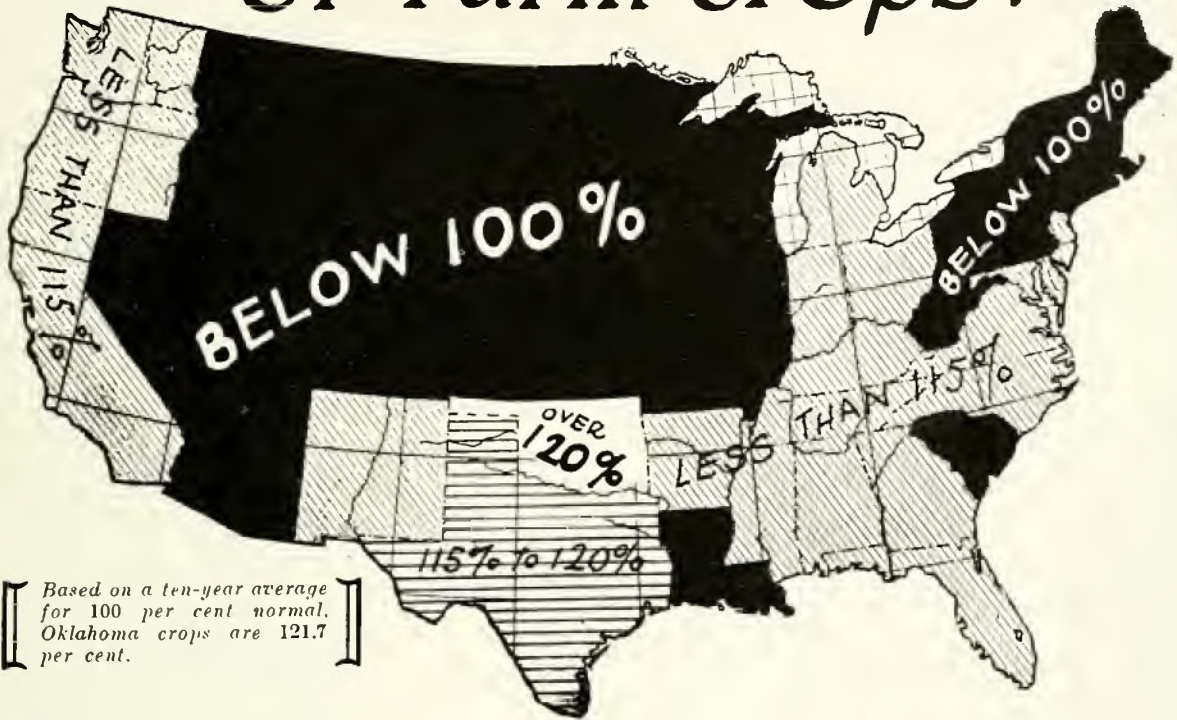 of Farm crops?
LESS THAN 115%
BELOW 100%
BELOW 100%
OVER
120%
LESS THAN 115%
115% to 120%
Based on a ten-year average
for 100 per cent normal.
Oklahoma crops are 121.7
per cent.